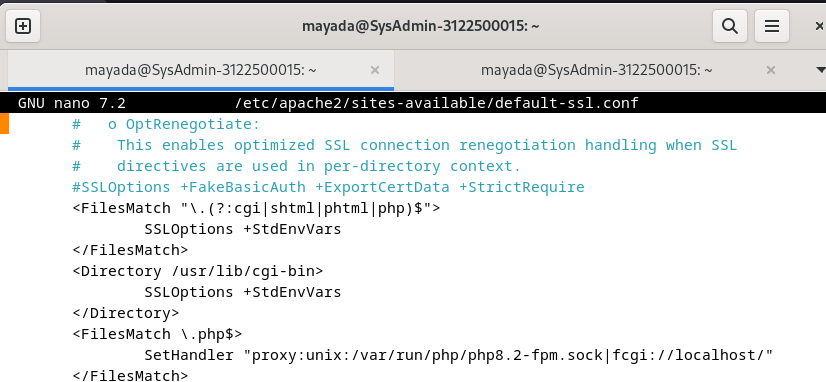 mayada@SysAdmin-3122500015: ~
mayada@SysAdmin-3122500015: ~
mayada@SysAdmin-3122500015: ~
GNU nano 7.2 /etc/apache2/sites-available/default-ssl.conf
# o OptRenegotiate:
# This enables optimized SSL connection renegotiation handling when SSL
# directives are used in per-directory context.
#SSLOptions +FakeBasicAuth +ExportCertData +StrictRequire
<FilesMatch "\.(?:cgi|shtml|phtml|php)$">
SSLOptions +StdEnvVars
</FilesMatch>
<Directory /usr/lib/cgi-bin>
SSLOptions +StdEnvVars
</Directory>
<FilesMatch \.php$>
SetHandler "proxy:unix:/var/run/php/php8.2-fpm.sock|fcgi://localhost/"
</FilesMatch>